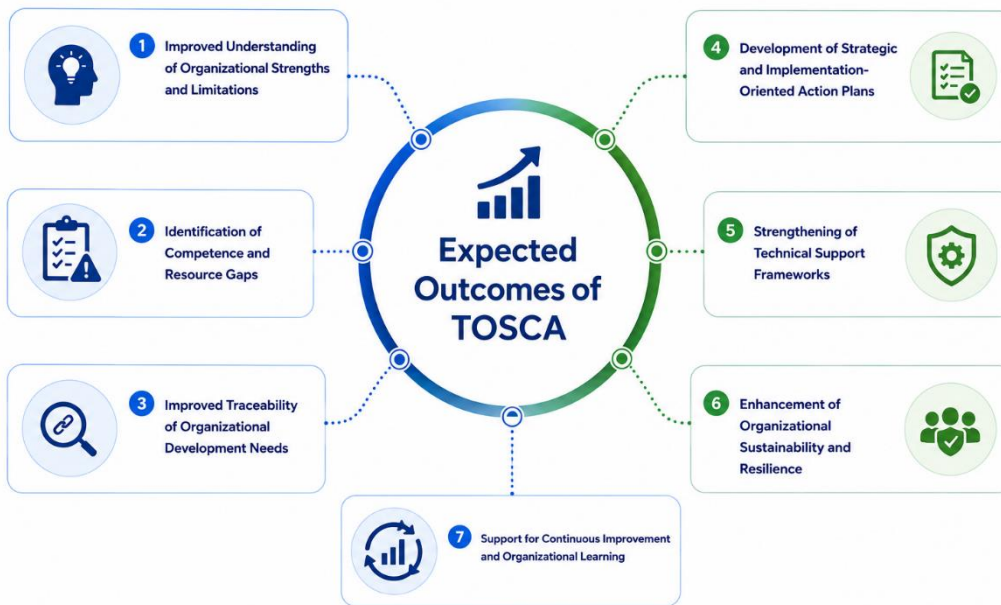 1
Improved Understanding
of Organizational Strengths
and Limitations
2
Identification of
Competence and
Resource Gaps
3
Improved Traceability
of Organizational
Development Needs
Expected
Outcomes of
TOSCA
4
Development of Strategic
and Implementation-
Oriented Action Plans
5
Strengthening of
Technical Support
Frameworks
6
Enhancement of
Organizational
Sustainability and
Resilience
7
Support for Continuous Improvement
and Organizational Learning